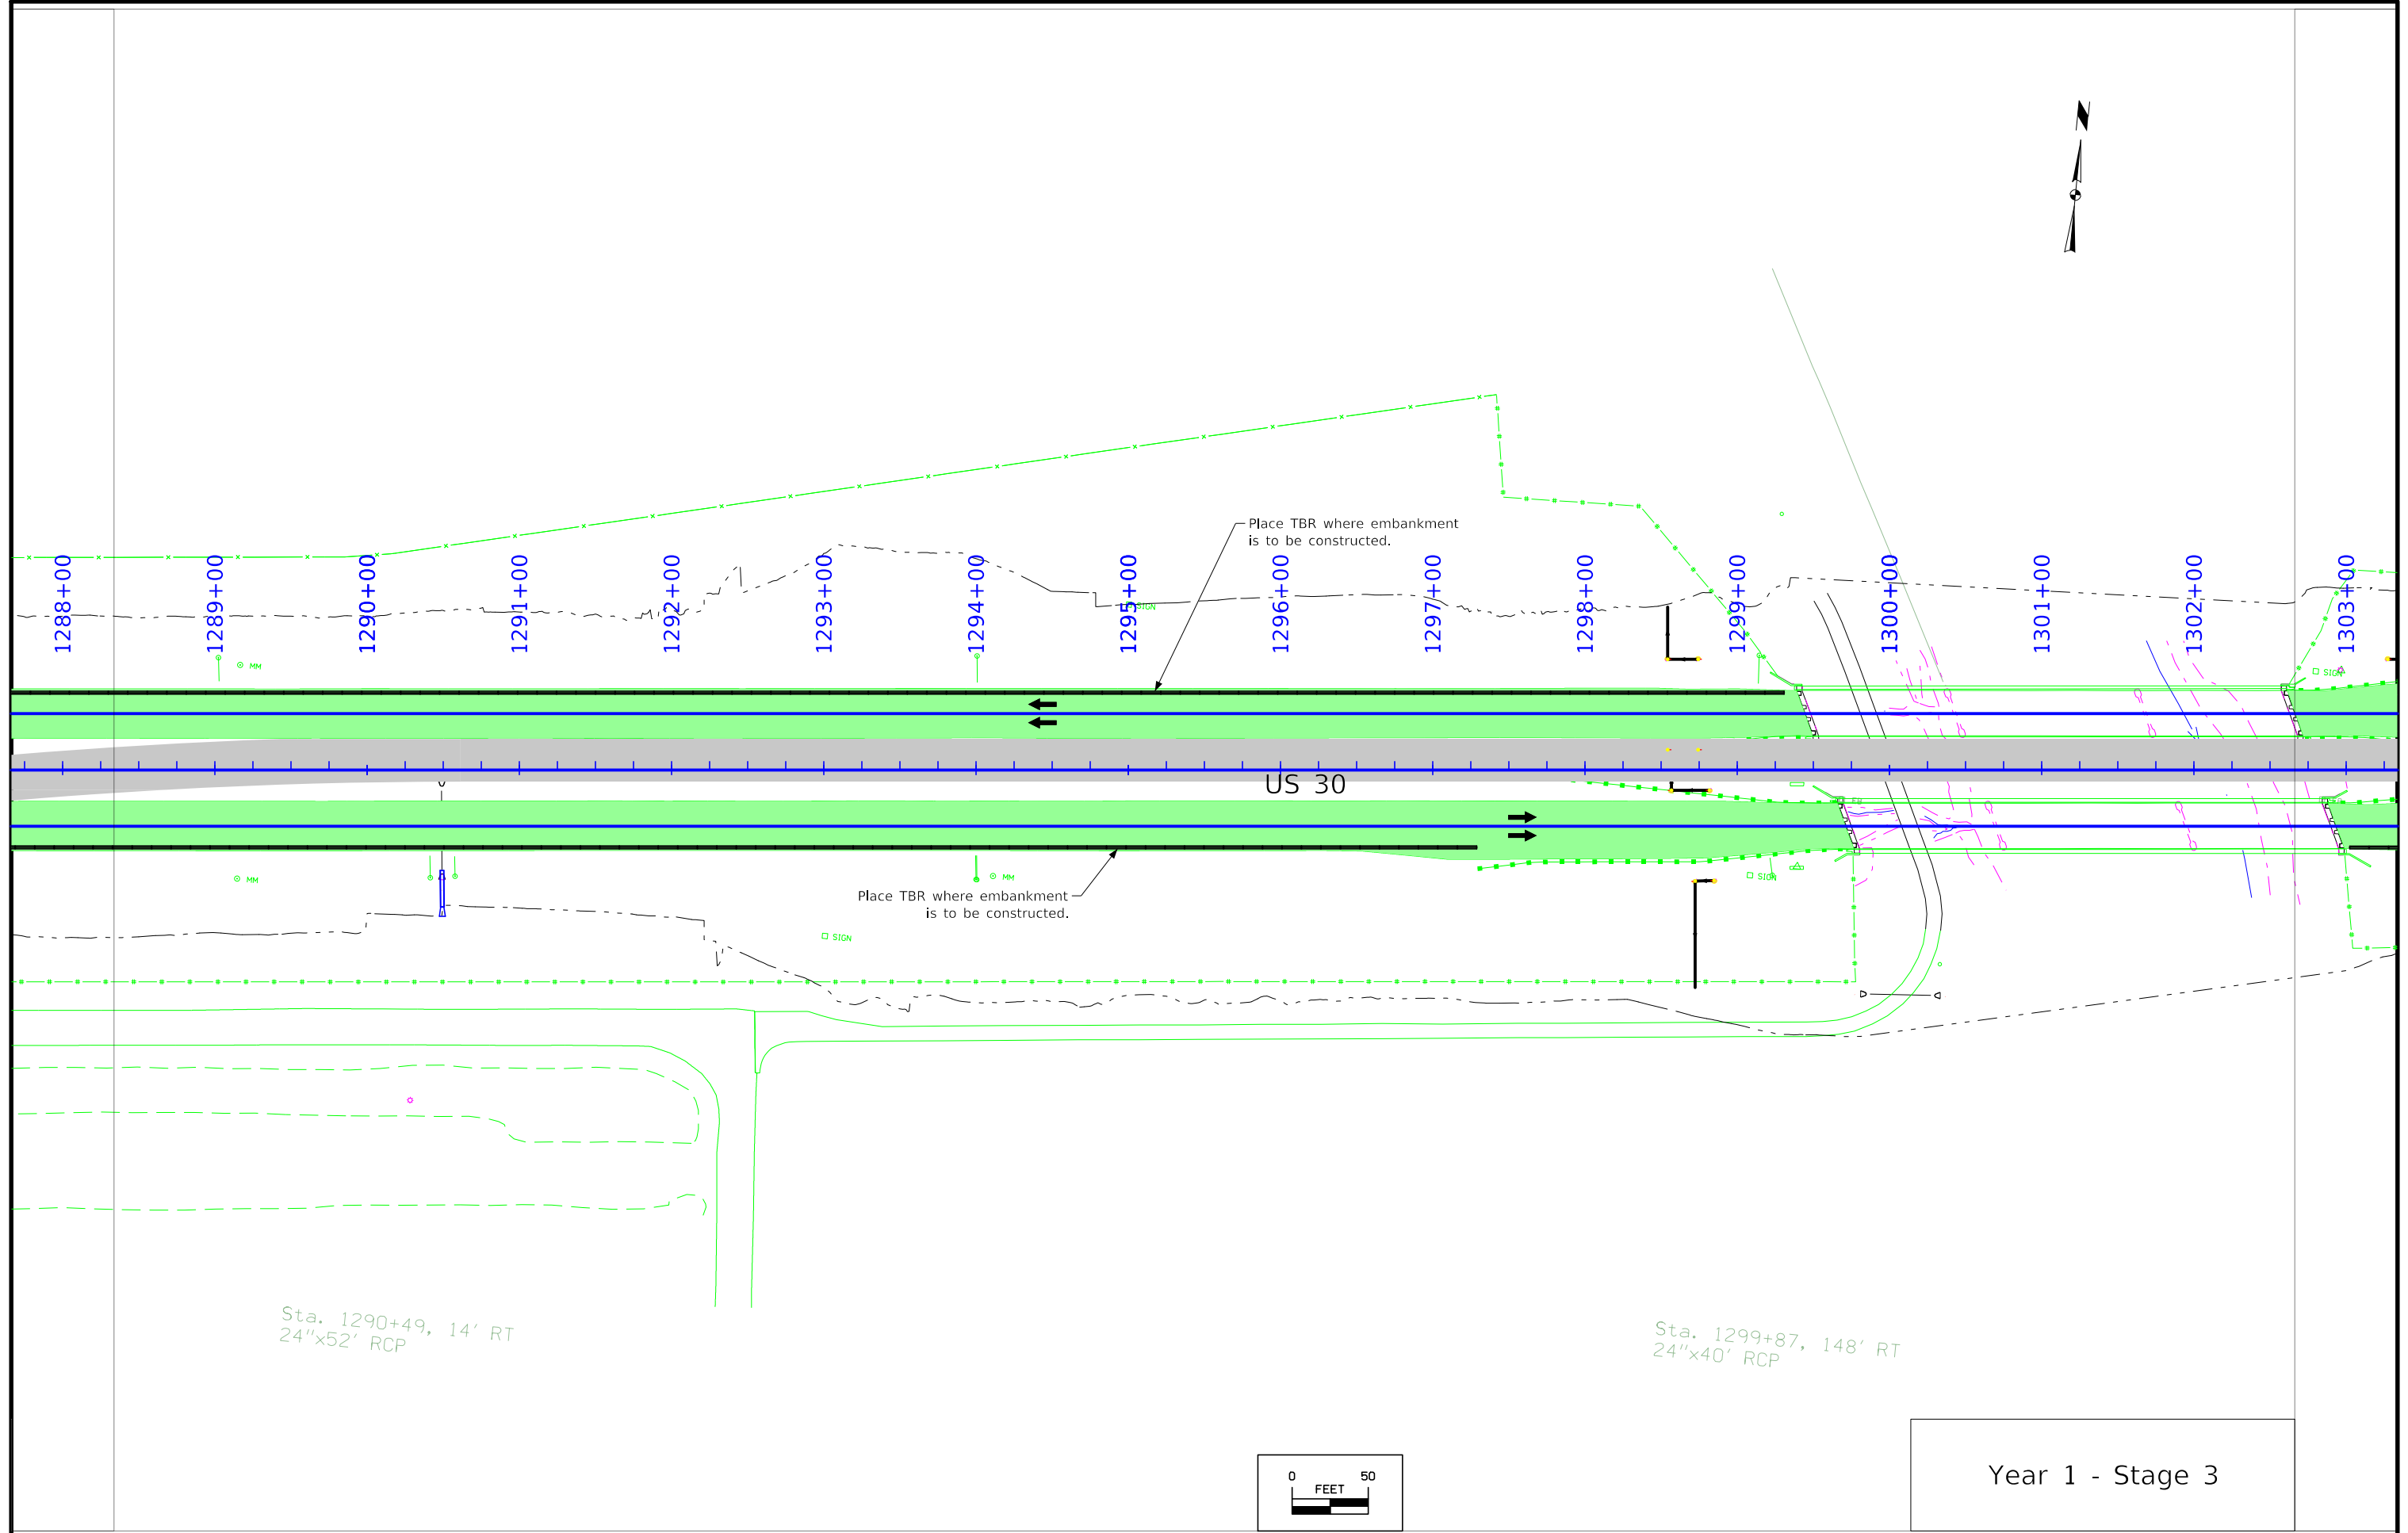 N
Place TBR where embankment
is to be constructed.
1288+00
1289+00
1290+00
1291+00
1292+00
1293+00
1294+00
1295+00
1296+00
1297+00
1298+00
1299+00
1300+00
1301+00
1302+00
1303+00
SIGN
MM
SIGN
US 30
MM
MM
SIGN
Place TBR where embankment
is to be constructed.
SIGN
Sta. 1290+49, 14' RT
24"x52' RCP
Sta. 1299+87, 148' RT
24"x40' RCP
0 50
FEET
Year 1 - Stage 3